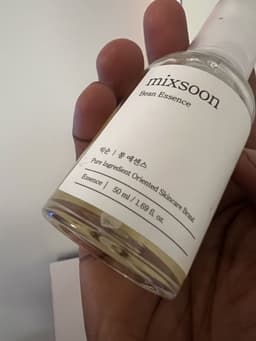 mixsoon
Bean Essence
믹순 | 콩 에센스
Pure Ingredient Oriented Skincare Brand
Essence | 50 ml / 1.69 fl. oz.